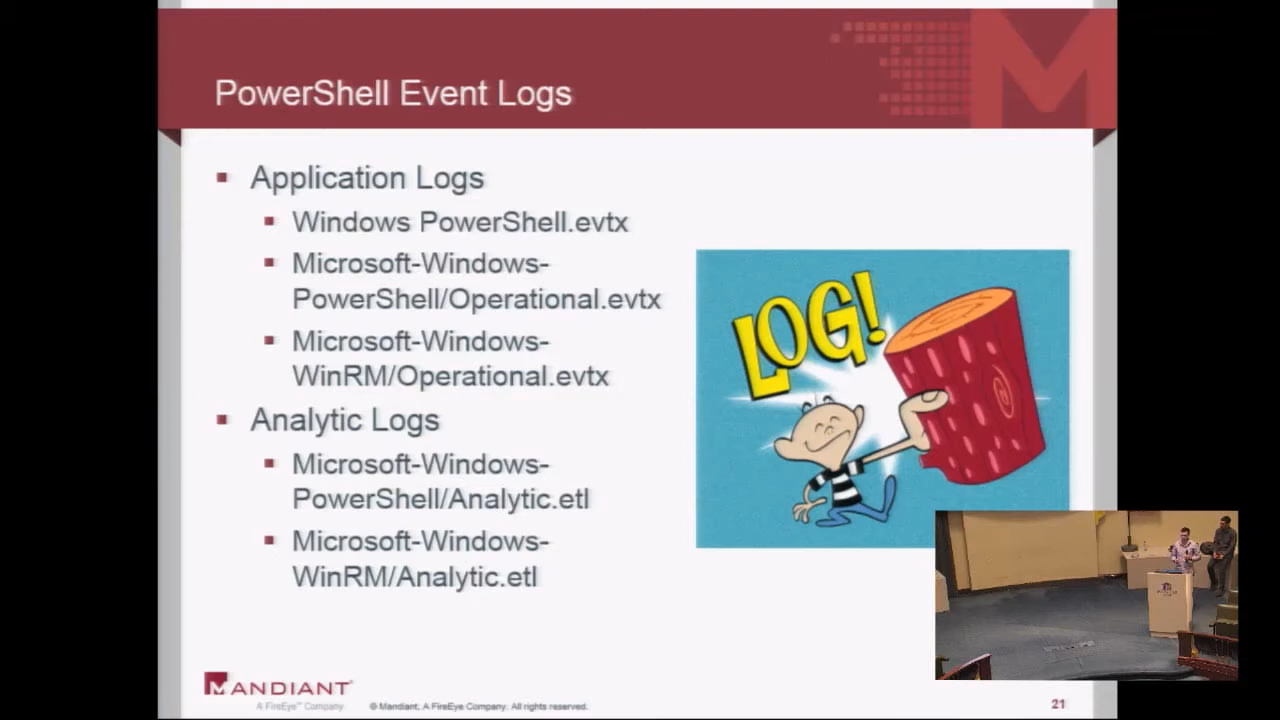 PowerShell Event Logs
Application Logs
Windows PowerShell.evtx
Microsoft-Windows-
PowerShell/Operational.evtx
Microsoft-Windows-
WinRM/Operational.evtx
Analytic Logs
Microsoft-Windows-
PowerShell/Analytic.etl
Microsoft-Windows-
WinRM/Analytic.etl
LOG!
MANDIANT®
A FireEye™ Company
© Mandiant, A FireEye Company. All rights reserved.
21